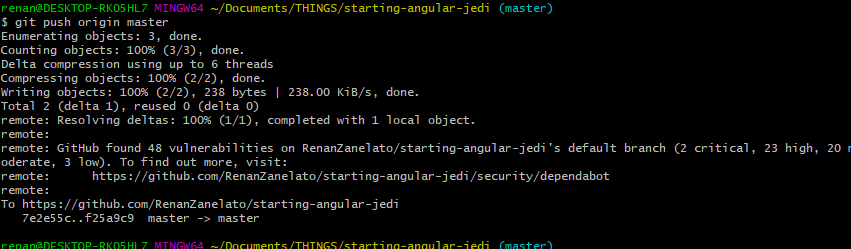 renan@DESKTOP-RKO5HL7 MINGW64 ~/Documents/THINGS/starting-angular-jedi (master)
$ git push origin master
Enumerating objects: 3, done.
Counting objects: 100% (3/3), done.
Delta compression using up to 6 threads
Compressing objects: 100% (2/2), done.
Writing objects: 100% (2/2), 238 bytes | 238.00 KiB/s, done.
Total 2 (delta 1), reused 0 (delta 0)
remote: Resolving deltas: 100% (1/1), completed with 1 local object.
remote:
remote: GitHub found 48 vulnerabilities on RenanZanelato/starting-angular-jedi's default branch (2 critical, 23 high, 20 m
oderate, 3 low). To find out more, visit:
remote:      https://github.com/RenanZanelato/starting-angular-jedi/security/dependabot
remote:
To https://github.com/RenanZanelato/starting-angular-jedi
   7e2e55c..f25a9c9  master -> master
renan@DESKTOP-RKO5HL7 MINGW64 ~/Documents/THINGS/starting-angular-jedi (master)